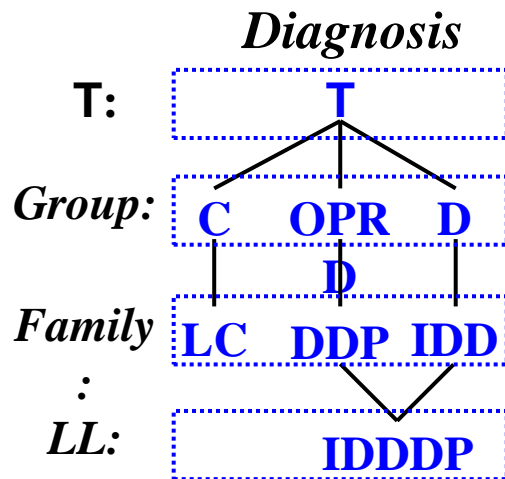 Diagnosis
T: T
Group: C OPR D
D
Family LC DDP IDD
:
LL: IDDDP